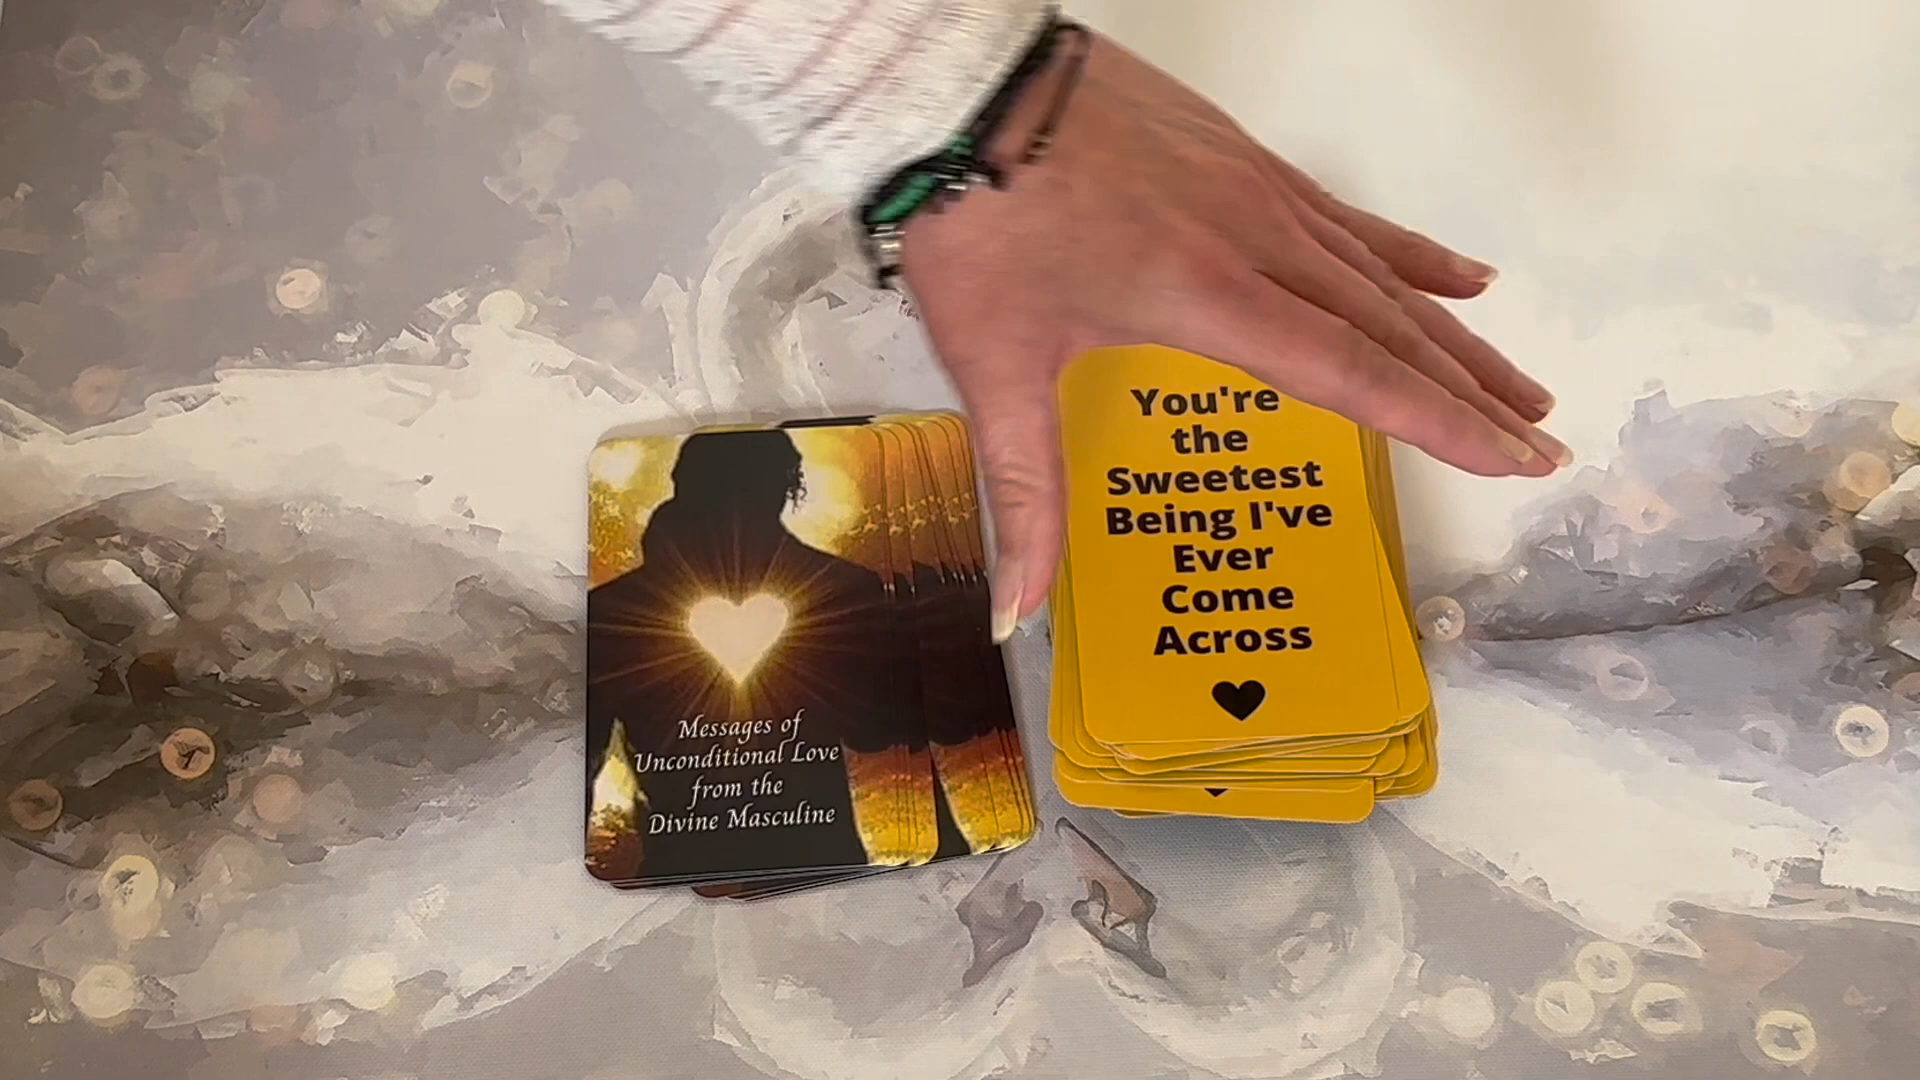 Messages of
Unconditional Love
from the
Divine Masculine
You're
the
Sweetest
Being I've
Ever
Come
Across